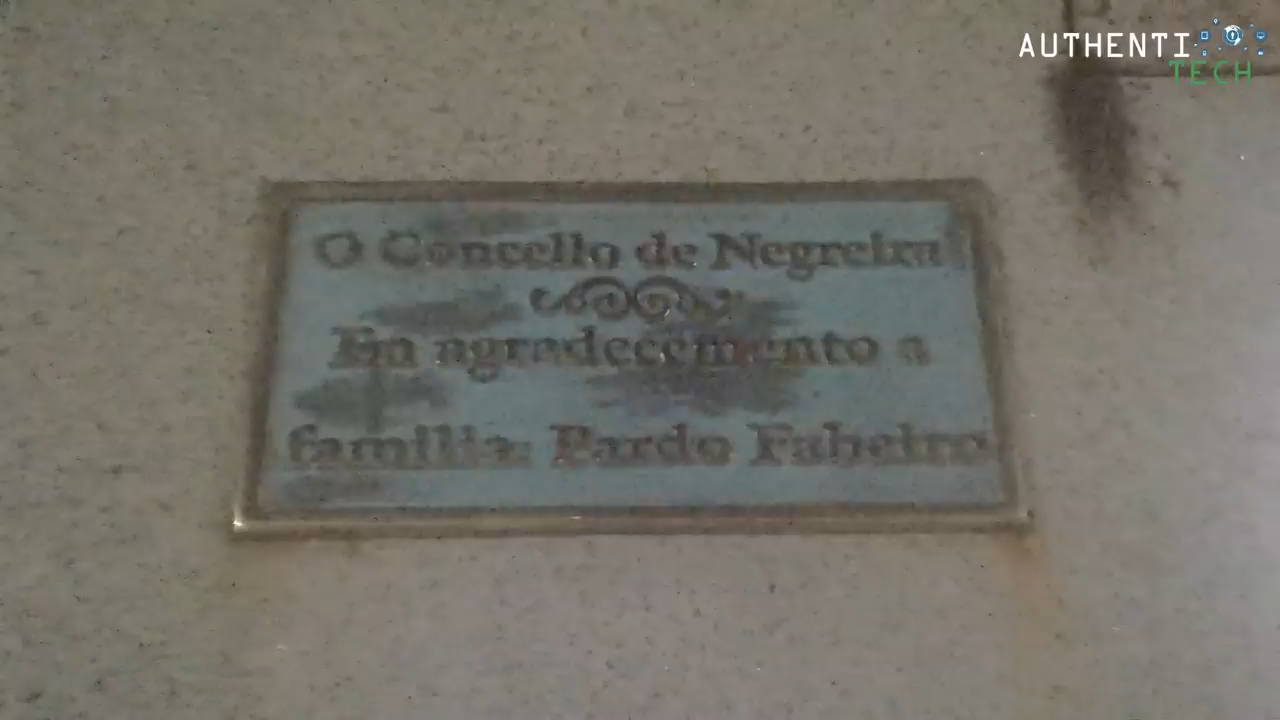 AUTHENTI
TECH
O Concello de Negreira
En agradecemento a
familia: Pardo Fabeiro